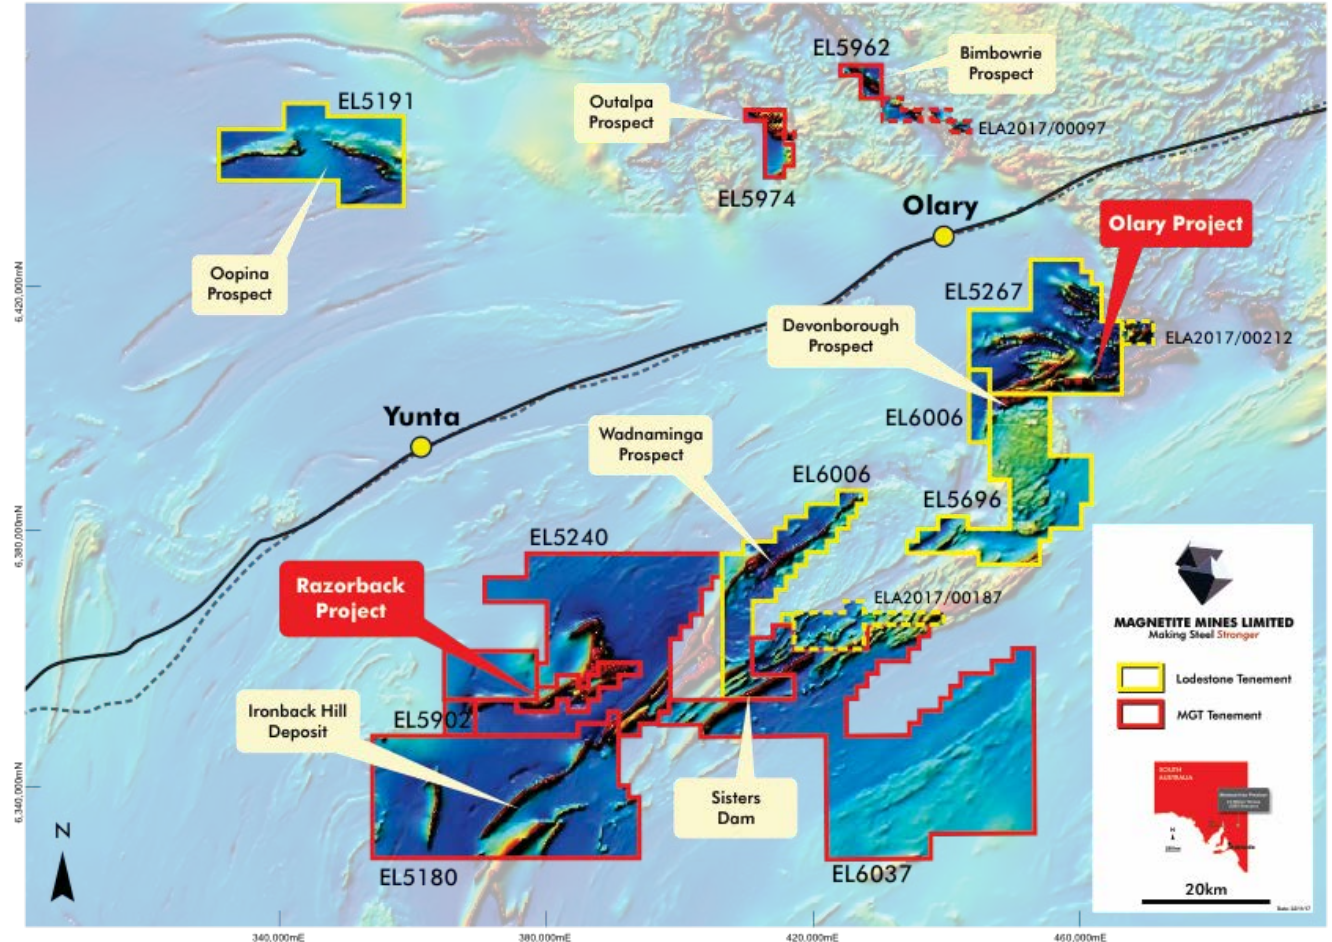 EL5962
Bimbowrie
Prospect
EL5191
Outalpa
Prospect
ELA2017/00097
EL5974
Olary
Olary Project
Oopina
Prospect
6,420,000mN
EL5267
Devonborough
Prospect
ELA2017/00212
Yunta
EL6006
Wadnaminga
Prospect
EL6006
EL5696
6,380,000mN
EL5240
Razorback
Project
ELA2017/00187
MAGNETITE MINES LIMITED
Making Steel Stronger
Lodestone Tenement
MGT Tenement
Ironback Hill
Deposit
EL5902
SOUTH
AUSTRALIA
6,340,000mN
Sisters
Dam
N
N
EL5180
EL6037
20km
340,000mE
380,000mE
420,000mE
460,000mE